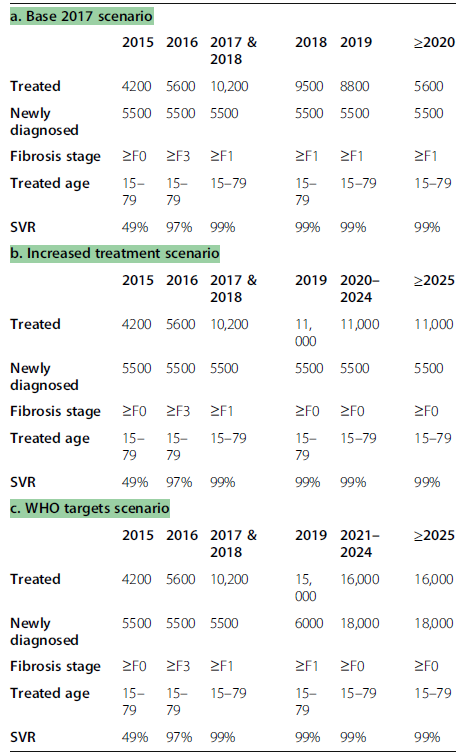 a. Base 2017 scenario
2015 2016 2017 & 2018 2019 ≥2020
2018
Treated 4200 5600 10,200 9500 8800 5600
Newly 5500 5500 5500 5500 5500 5500
diagnosed
Fibrosis stage ≥F0 ≥F3 ≥F1 ≥F1 ≥F1 ≥F1
Treated age 15– 15– 15–79 15– 15–79 15–79
79 79 79
SVR 49% 97% 99% 99% 99% 99%
b. Increased treatment scenario
2015 2016 2017 & 2019 2020– ≥2025
2018 2024
Treated 4200 5600 10,200 11, 11,000 11,000
000
Newly 5500 5500 5500 5500 5500 5500
diagnosed
Fibrosis stage ≥F0 ≥F3 ≥F1 ≥F0 ≥F0 ≥F0
Treated age 15– 15– 15–79 15– 15–79 15–79
79 79 79
SVR 49% 97% 99% 99% 99% 99%
c. WHO targets scenario
2015 2016 2017 & 2019 2021– ≥2025
2018 2024
Treated 4200 5600 10,200 15, 16,000 16,000
000
Newly 5500 5500 5500 6000 18,000 18,000
diagnosed
Fibrosis stage ≥F0 ≥F3 ≥F1 ≥F1 ≥F0 ≥F0
Treated age 15– 15– 15–79 15– 15–79 15–79
79 79 79
SVR 49% 97% 99% 99% 99% 99%